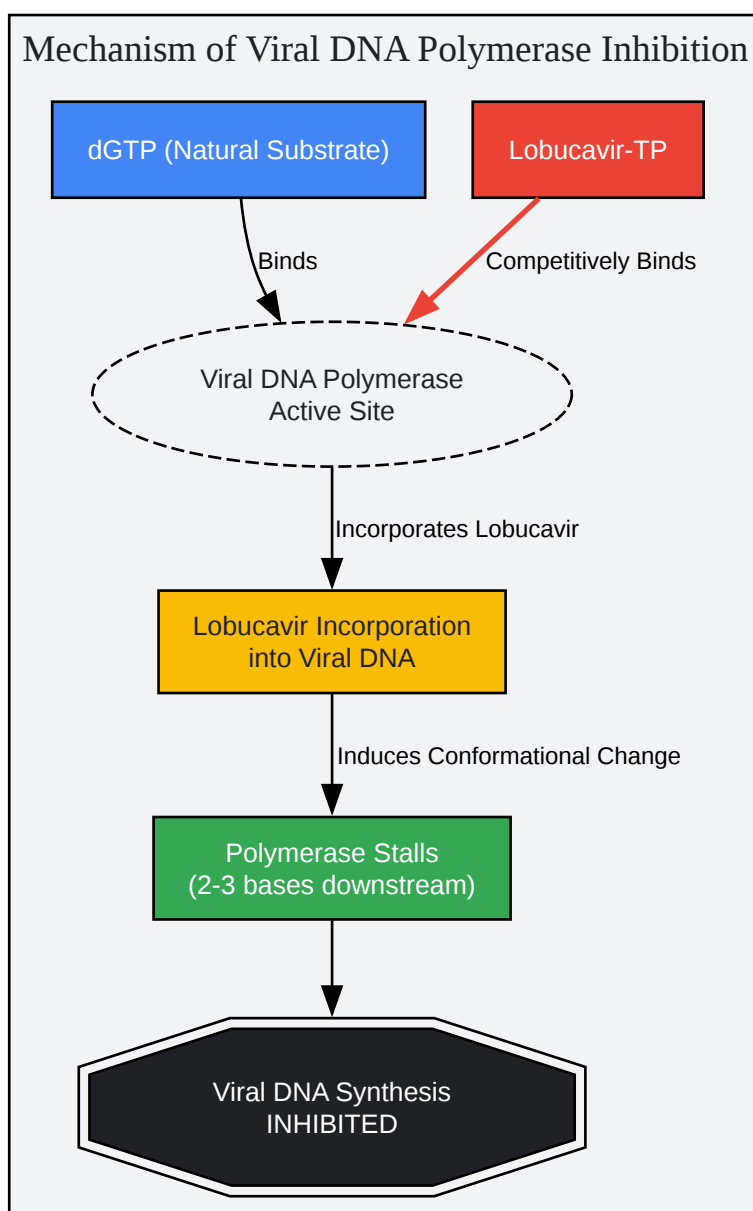 Mechanism of Viral DNA Polymerase Inhibition
dGTP (Natural Substrate)
Lobucavir-TP
Binds
Competitively Binds
Viral DNA Polymerase
Active Site
Incorporates Lobucavir
Lobucavir Incorporation
into Viral DNA
Induces Conformational Change
Polymerase Stalls
(2-3 bases downstream)
Viral DNA Synthesis
INHIBITED